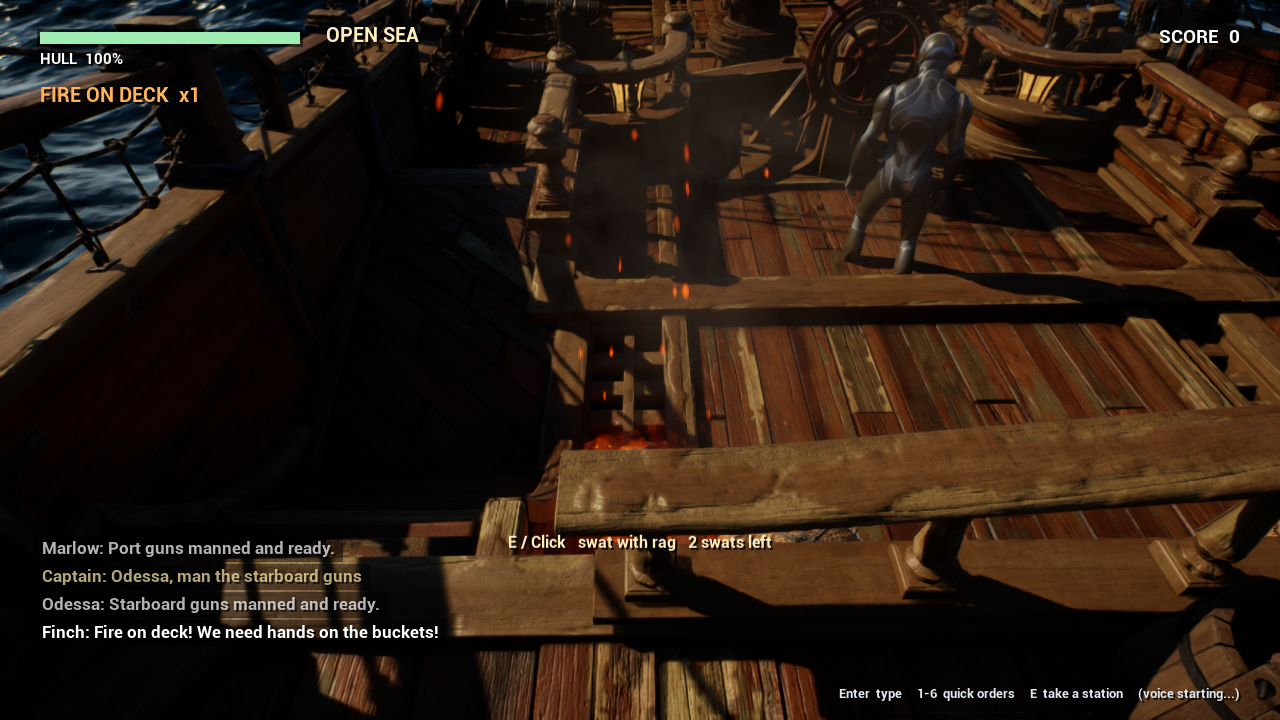 OPEN SEA
SCORE 0
HULL 100%
FIRE ON DECK x1
E / Click swat with rag 2 swats left
Marlow: Port guns manned and ready.
Captain: Odessa, man the starboard guns
Odessa: Starboard guns manned and ready.
Finch: Fire on deck! We need hands on the buckets!
Enter type 1-6 quick orders E take a station (voice starting...)